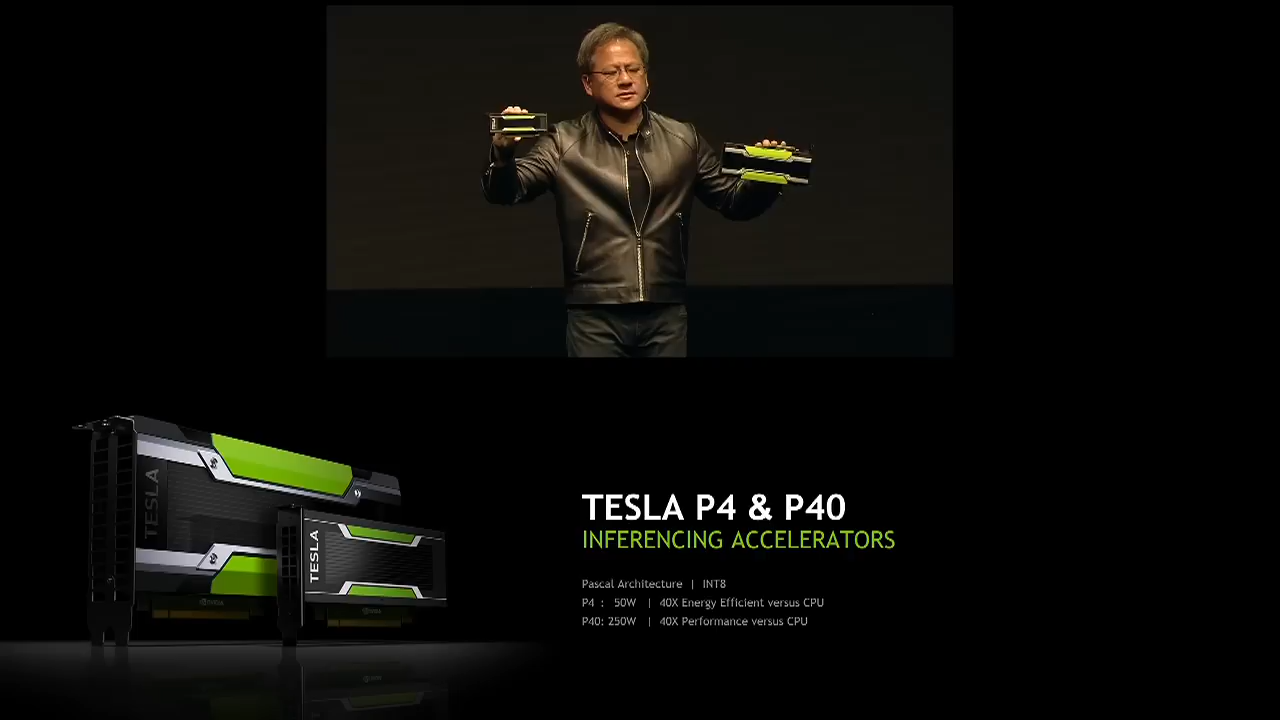 TESLA
TESLA
TESLA
TESLA P4 & P40
INFERENCING ACCELERATORS
Pascal Architecture | INT8
P4 : 50W | 40X Energy Efficient versus CPU
P40: 250W | 40X Performance versus CPU